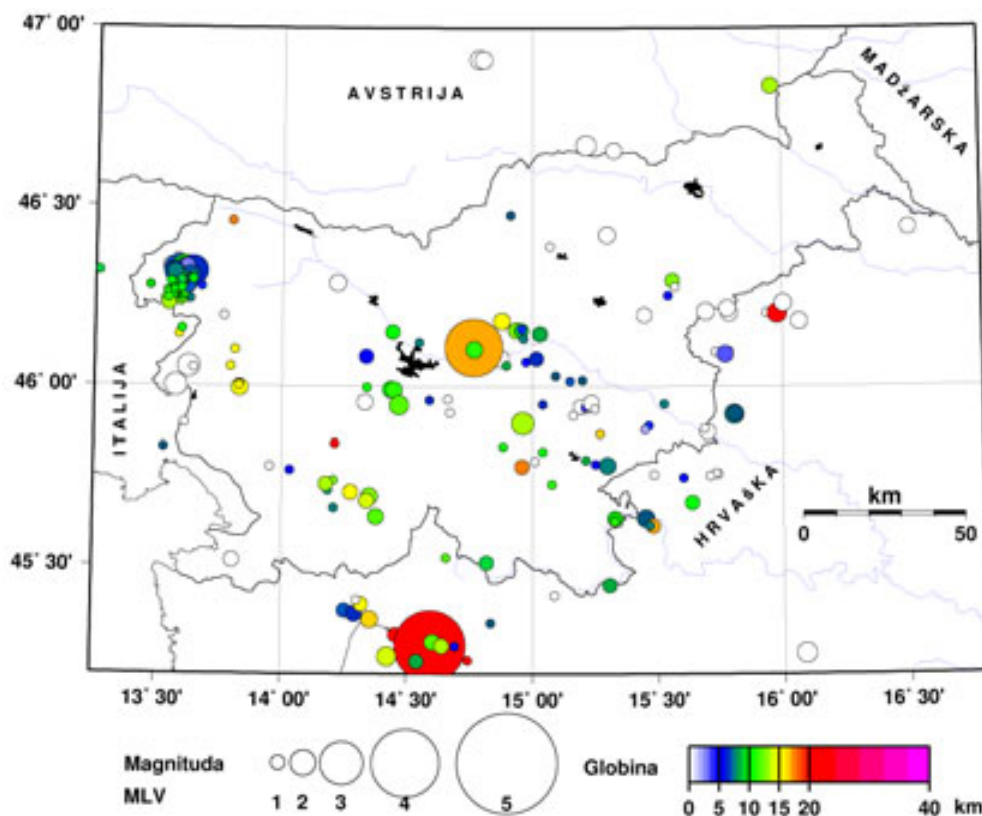 47° 00'
AVSTRIJA
MADŽARSKA
46° 30'
46° 00'
ITALIJA
HRVAŠKA
km
0 50
45° 30'
13° 30' 14° 00' 14° 30' 15° 00' 15° 30' 16° 00' 16° 30'
Magnituda
MLV
1 2 3 4 5
Globina
0 5 10 15 20 40 km